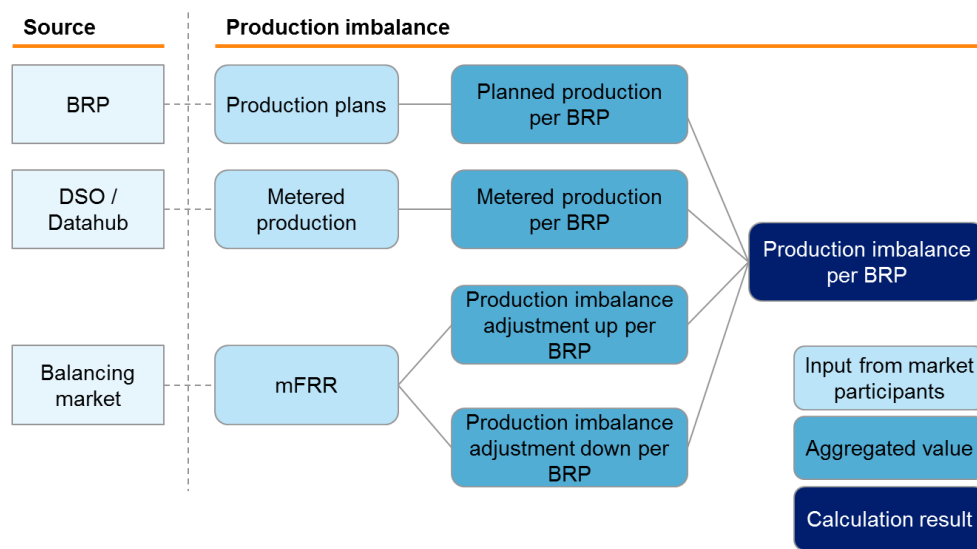 Source
Production imbalance
BRP
Production plans
Planned production
per BRP
DSO /
Datahub
Metered
production
Metered production
per BRP
Production imbalance
per BRP
Production imbalance
adjustment up per
BRP
Balancing
market
mFRR
Production imbalance
adjustment down per
BRP
Input from market
participants
Aggregated value
Calculation result